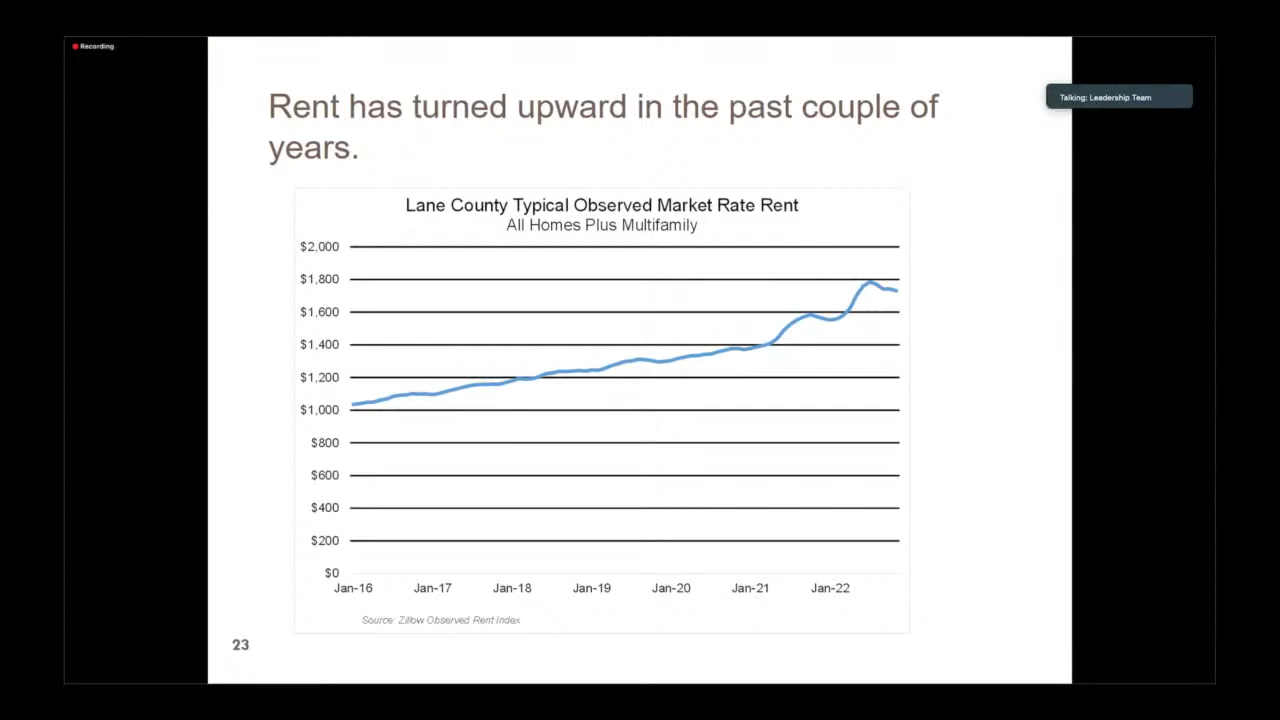 Recording
Talking: Leadership Team
Rent has turned upward in the past couple of
years.
Lane County Typical Observed Market Rate Rent
All Homes Plus Multifamily
$2,000
$1,800
$1,600
$1,400
$1,200
$1,000
$800
$600
$400
$200
$0
Jan-16 Jan-17 Jan-18 Jan-19 Jan-20 Jan-21 Jan-22
Source: Zillow Observed Rent Index
23